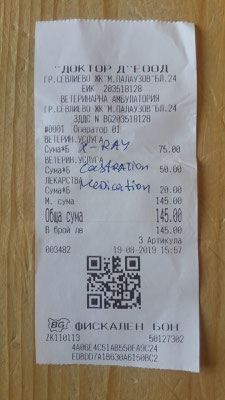 "ДОКТОР Д"ЕООД
ГР.СЕВЛИЕВО ЖК М.ПАЛАУЗОВ БЛ.24
ЕИК 203518128
ВЕТЕРИНАРНА АМБУЛАТОРИЯ
ГР.СЕВЛИЕВО ЖК"М.ПАЛАУЗОВ"БЛ.24
ЗДДС N BG203518128
#0001 Оператор 01
ВЕТЕРИН.УСЛУГА
Сума*Б X-RAY 75.00
ВЕТЕРИН.УСЛУГА
Сума*Б Castration 50.00
ЛЕКАРСТВА
Сума*Б Medication 20.00
М. сума 145.00
Обща сума 145.00
В брой лв 145.00
3 Артикула
003482 19-08-2019 15:57
BG ФИСКАЛЕН БОН
ZK110113 50127302